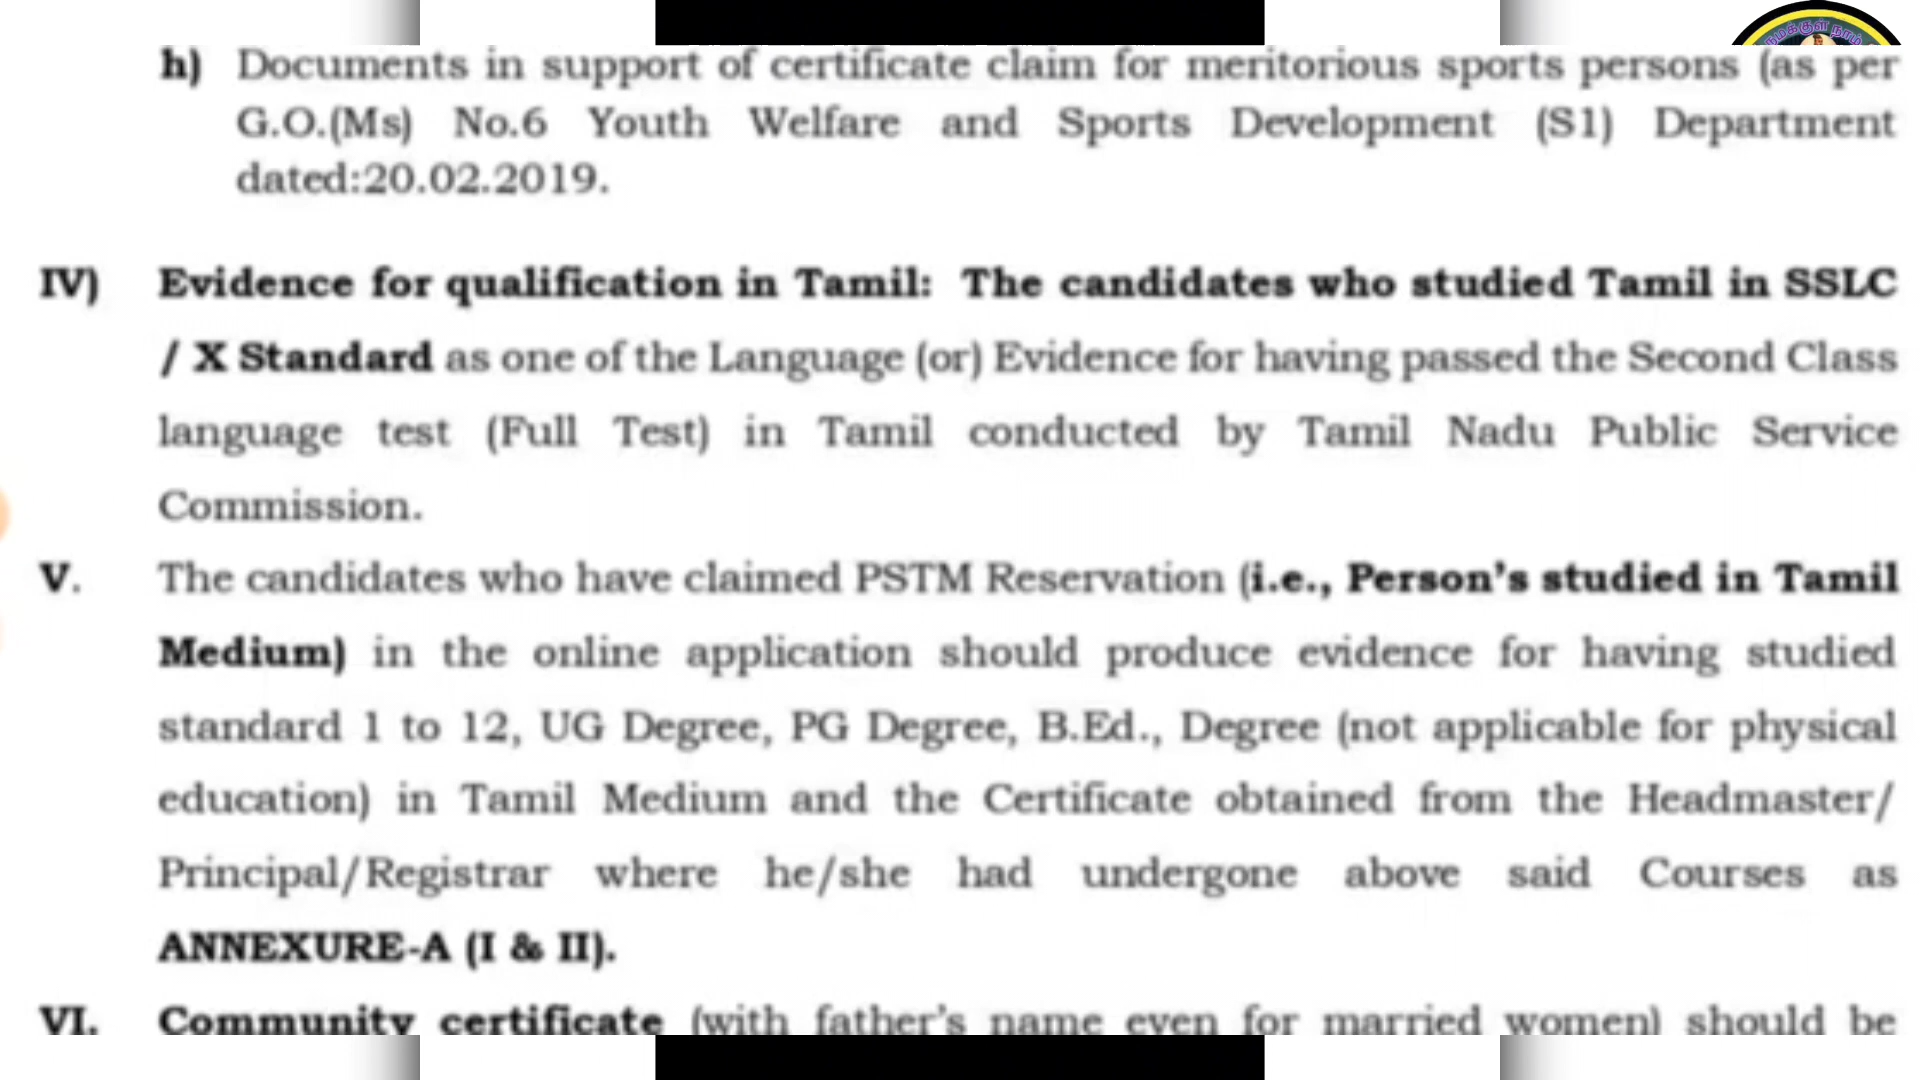 நமக்குள் நாம்
h) Documents in support of certificate claim for meritorious sports persons (as per
G.O.(Ms) No.6 Youth Welfare and Sports Development (S1) Department
dated:20.02.2019.
IV) Evidence for qualification in Tamil: The candidates who studied Tamil in SSLC
/ X Standard as one of the Language (or) Evidence for having passed the Second Class
language test (Full Test) in Tamil conducted by Tamil Nadu Public Service
Commission.
V. The candidates who have claimed PSTM Reservation (i.e., Person's studied in Tamil
Medium) in the online application should produce evidence for having studied
standard 1 to 12, UG Degree, PG Degree, B.Ed., Degree (not applicable for physical
education) in Tamil Medium and the Certificate obtained from the Headmaster/
Principal/Registrar where he/she had undergone above said Courses as
ANNEXURE-A (I & II).
VI. Community certificate (with father's name even for married women) should be